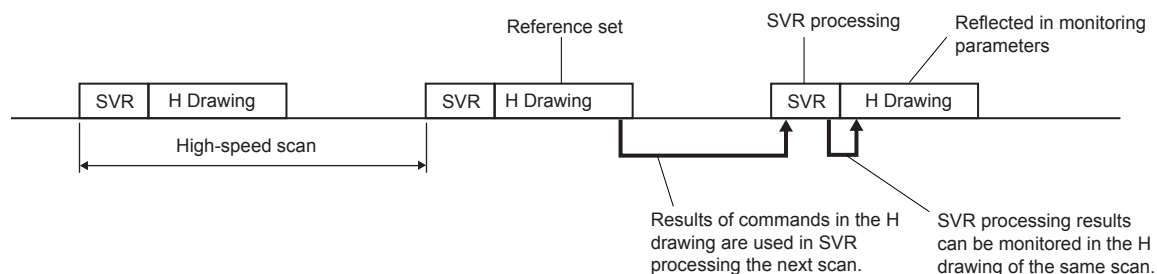 SVR processing
Reflected in monitoring
parameters
Reference set
SVR
H Drawing
SVR
H Drawing
SVR
H Drawing
High-speed scan
Results of commands in the H
drawing are used in SVR
processing the next scan.
SVR processing results
can be monitored in the H
drawing of the same scan.